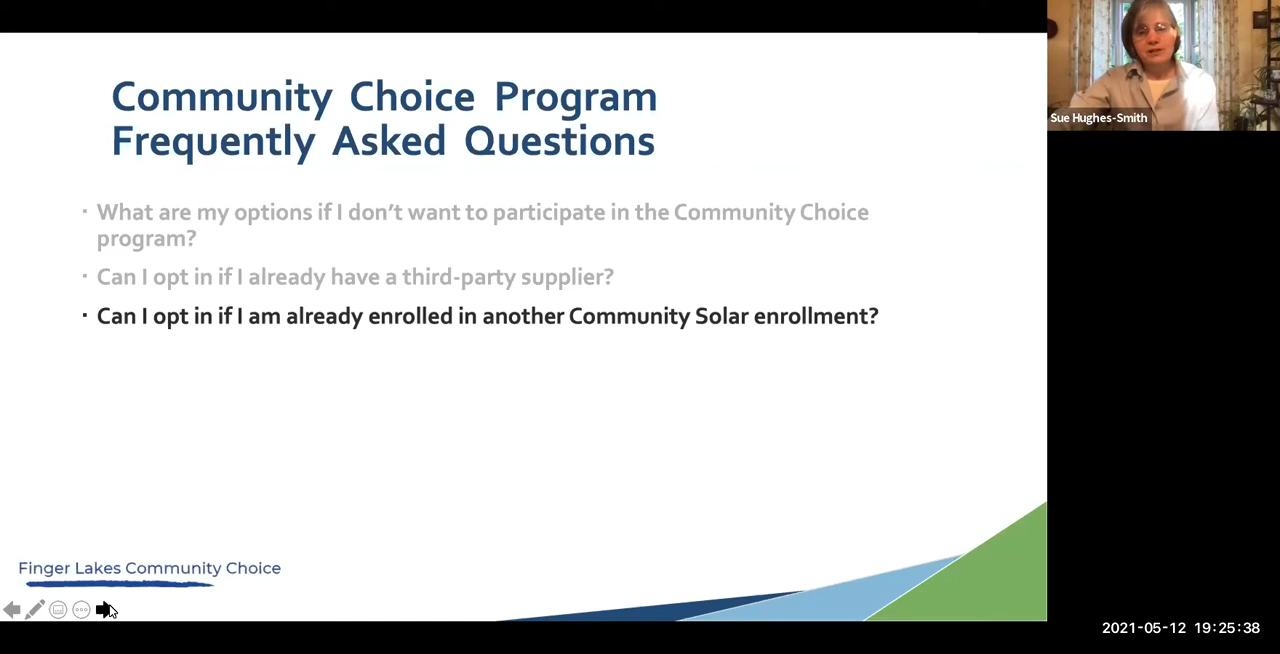 Community Choice Program
Frequently Asked Questions
· What are my options if I don’t want to participate in the Community Choice
program?
· Can I opt in if I already have a third-party supplier?
· Can I opt in if I am already enrolled in another Community Solar enrollment?
Finger Lakes Community Choice
Sue Hughes-Smith
2021-05-12 19:25:38